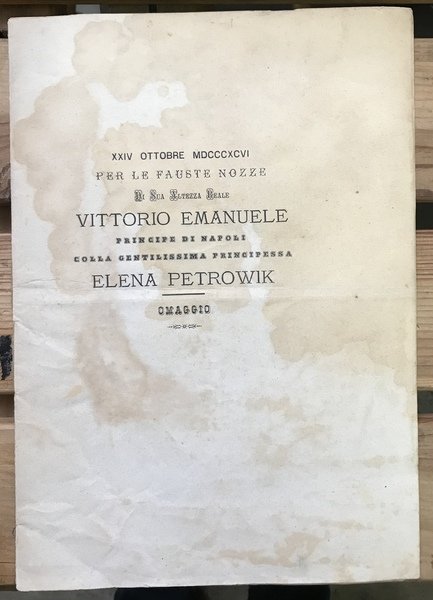 XXIV OTTOBRE MDCCCXCVI
PER LE FAUSTE NOZZE
Di Sua Altezza Reale
VITTORIO EMANUELE
PRINCIPE DI NAPOLI
COLLA GENTILISSIMA PRINCIPESSA
ELENA PETROWIK
OMAGGIO